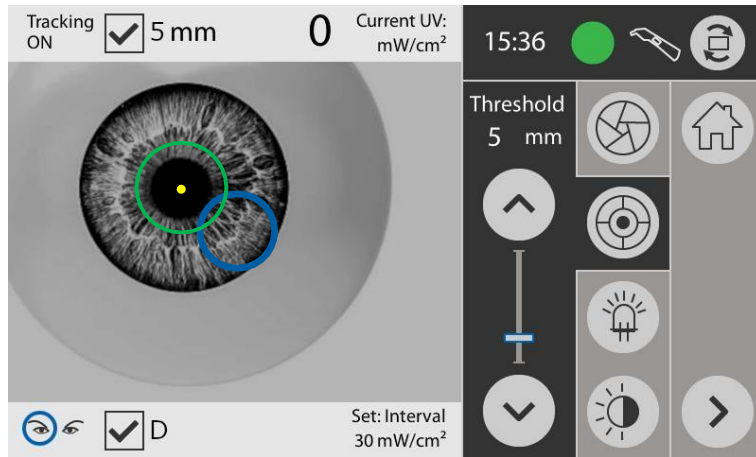 Tracking
ON
5 mm
0
Current UV:
mW/cm²
15:36
Threshold
5 mm
D
Set: Interval
30 mW/cm²